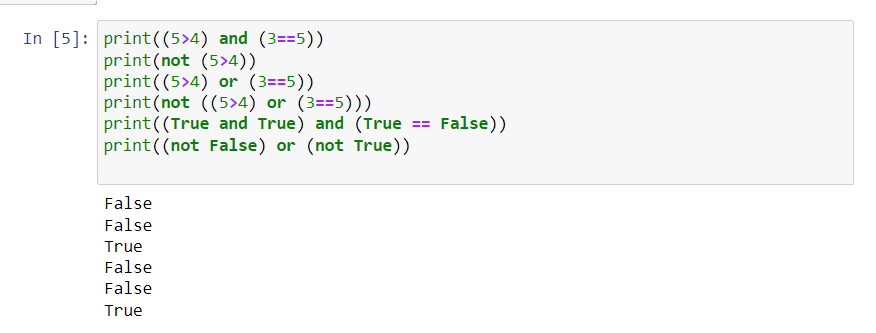 In [5]: print((5>4) and (3==5))
print(not (5>4))
print((5>4) or (3==5))
print(not ((5>4) or (3==5)))
print((True and True) and (True == False))
print((not False) or (not True))
False
False
True
False
False
True